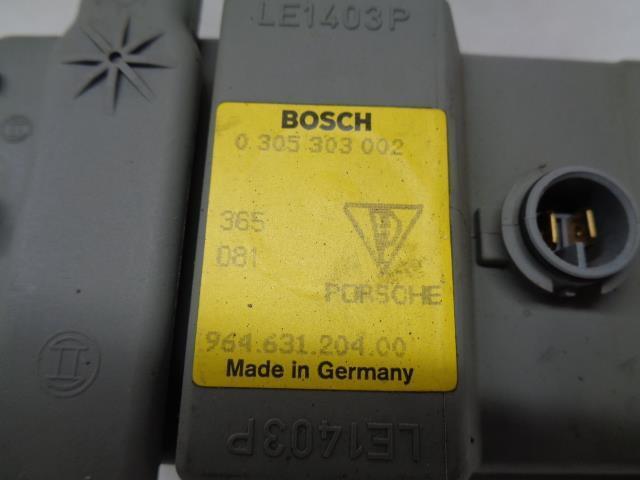 LE1403P
BOSCH
0 305 303 002
365
081
PORSCHE
964.631.204.00
Made in Germany
LE1403P